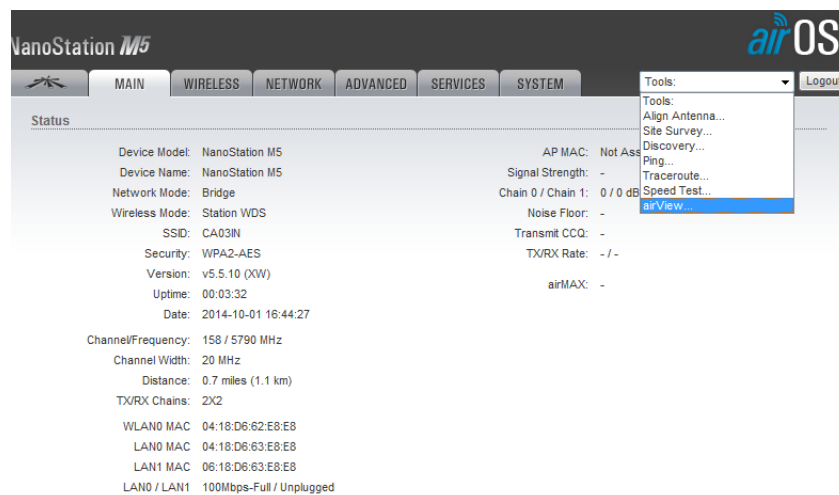 NanoStation M5
airOS
MAIN WIRELESS NETWORK ADVANCED SERVICES SYSTEM
Tools:
Logout
Tools:
Align Antenna...
Site Survey...
Discovery...
Ping...
Traceroute...
Speed Test...
airView...
Status
Device Model: NanoStation M5
Device Name: NanoStation M5
Network Mode: Bridge
Wireless Mode: Station WDS
SSID: CA03IN
Security: WPA2-AES
Version: v5.5.10 (XW)
Uptime: 00:03:32
Date: 2014-10-01 16:44:27
Channel/Frequency: 158 / 5790 MHz
Channel Width: 20 MHz
Distance: 0.7 miles (1.1 km)
TX/RX Chains: 2X2
WLAN0 MAC 04:18:D6:62:E8:E8
LAN0 MAC 04:18:D6:63:E8:E8
LAN1 MAC 06:18:D6:63:E8:E8
LAN0 / LAN1 100Mbps-Full / Unplugged
AP MAC: Not Ass
Signal Strength: -
Chain 0 / Chain 1: 0 / 0 dB
Noise Floor: -
Transmit CCQ: -
TX/RX Rate: - / -
airMAX: -